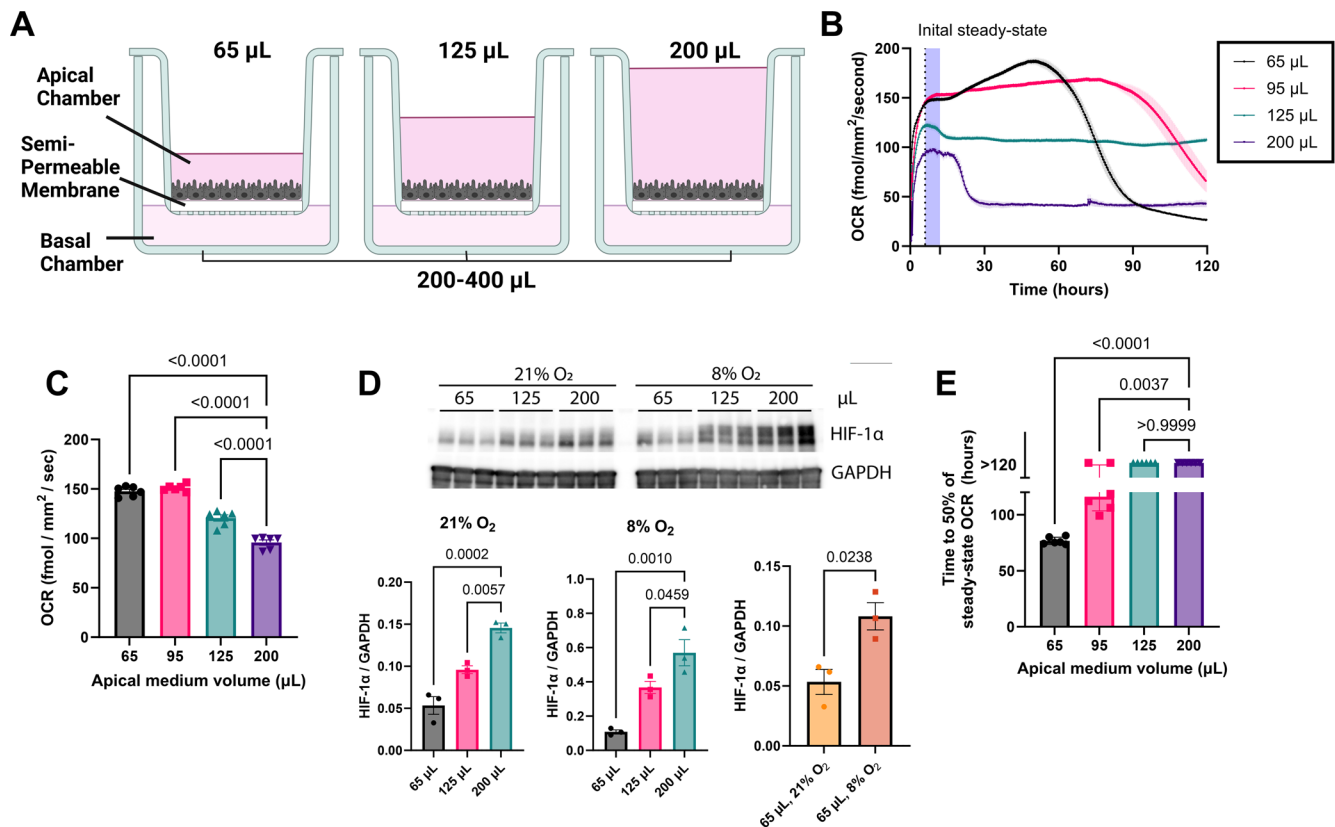 A
65 µL
125 µL
200 µL
Apical
Chamber
Semi-
Permeable
Membrane
Basal
Chamber
200-400 µL
B
Inital steady-state
OCR (fmol/mm²/second)
200
150
100
50
0
0
30
60
90
120
Time (hours)
65 µL
95 µL
125 µL
200 µL
C
<0.0001
<0.0001
<0.0001
OCR (fmol / mm² / sec)
200
150
100
50
0
65
95
125
200
Apical medium volume (µL)
D
21% O₂
8% O₂
65
125
200
65
125
200
µL
HIF-1α
GAPDH
21% O₂
0.0002
0.0057
HIF-1α / GAPDH
0.20
0.15
0.10
0.05
0.00
65 µL
125 µL
200 µL
8% O₂
0.0010
0.0459
HIF-1α / GAPDH
1.0
0.8
0.6
0.4
0.2
0.0
65 µL
125 µL
200 µL
0.0238
HIF-1α / GAPDH
0.15
0.10
0.05
0.00
65 µL, 21% O₂
65 µL, 8% O₂
E
<0.0001
0.0037
>0.9999
Time to 50% of
steady-state OCR (hours)
>120
100
50
0
65
95
125
200
Apical medium volume (µL)